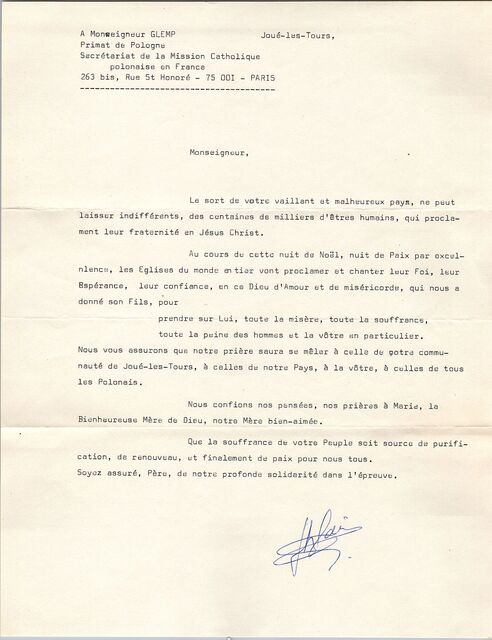 A Monseigneur GLEMP Joué-les-Tours,
Primat de Pologne
Secrétariat de la Mission Catholique
polonaise en France
263 bis, Rue St Honoré - 75 001 - PARIS
Monseigneur,
Le sort de votre vaillant et malheureux pays, ne peut
laisser indifférents, des centaines de milliers d'êtres humains, qui procla-
ment leur fraternité en Jésus Christ.
Au cours de cette nuit de Noël, nuit de Paix par excel-
nlence, les Eglises du monde entier vont proclamer et chanter leur Foi, leur
Espérance, leur confiance, en ce Dieu d'Amour et de miséricorde, qui nous a
donné son Fils, pour
prendre sur Lui, toute la misère, toute la souffrance,
toute la peine des hommes et la vôtre en particulier.
Nous vous assurons que notre prière saura se mêler à celle de gotre commu-
nauté de Joué-les-Tours, à celles de notre Pays, à la vôtre, à celles de tous
les Polonais.
Nous confions nos pensées, nos prières à Marie, la
Bienheureuse Mère de Dieu, notre Mère bien-aimée.
Que la souffrance de votre Peuple soit source de purifi-
cation, de renouveau, et finalement de paix pour nous tous.
Soyez assuré, Père, de notre profonde solidarité dans l'épreuve.